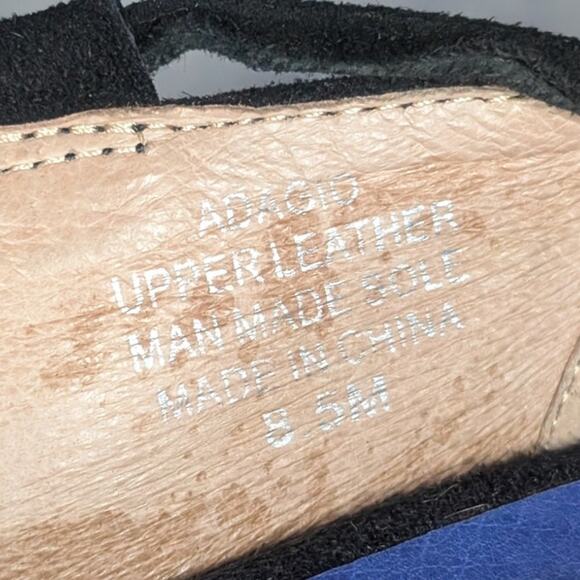 ADAGIO
UPPER LEATHER
MAN MADE SOLE
MADE IN CHINA
8.5M